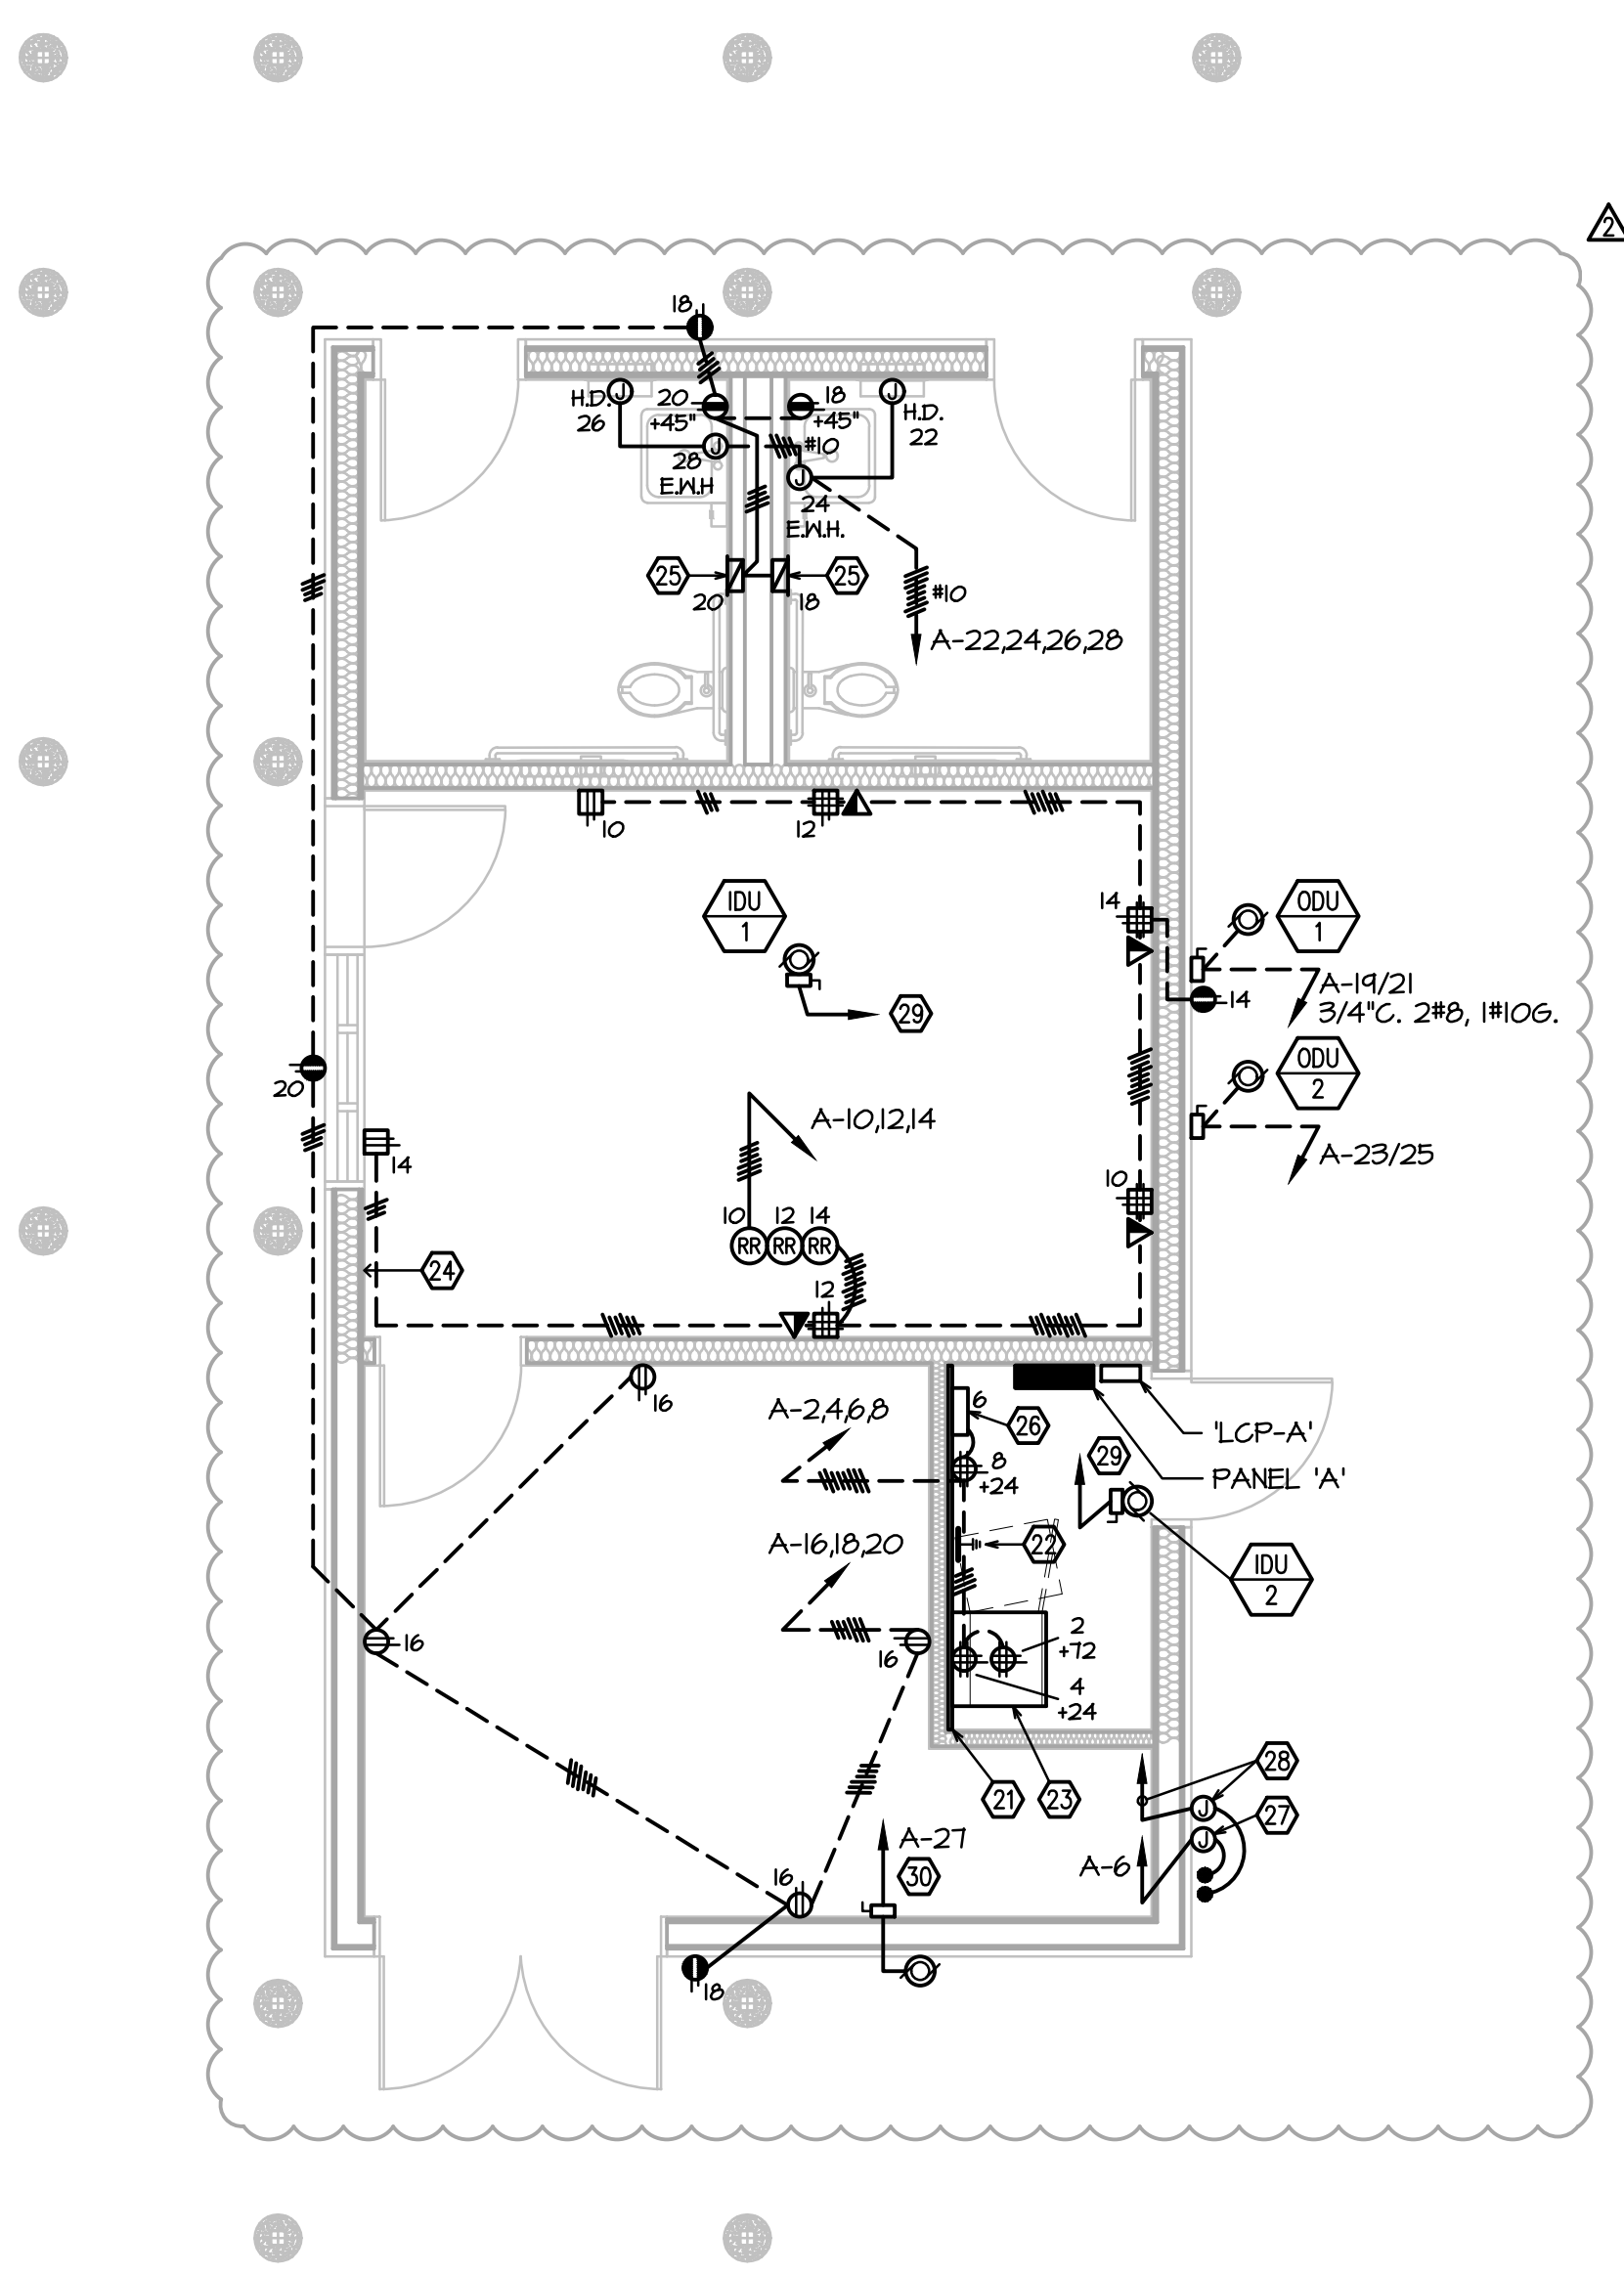 2
18
H.D.
26
20
+45"
18
+45"
H.D.
22
#10
28
E.W.H
24
E.W.H.
25
25
20
18
#10
A-22,24,26,28
10
12
IDU
1
14
ODU
1
A-19/21
3/4"C. 2#8, 1#10G.
14
29
ODU
2
20
A-10,12,14
14
A-23/25
10
10
12
14
RR
RR
RR
24
12
16
A-2,4,6,8
6
26
'LCP-A'
29
8
+24
PANEL 'A'
A-16,18,20
22
IDU
2
16
16
2
+72
4
+24
28
21
23
27
A-27
A-6
16
30
18
J
J
J
J
J
J